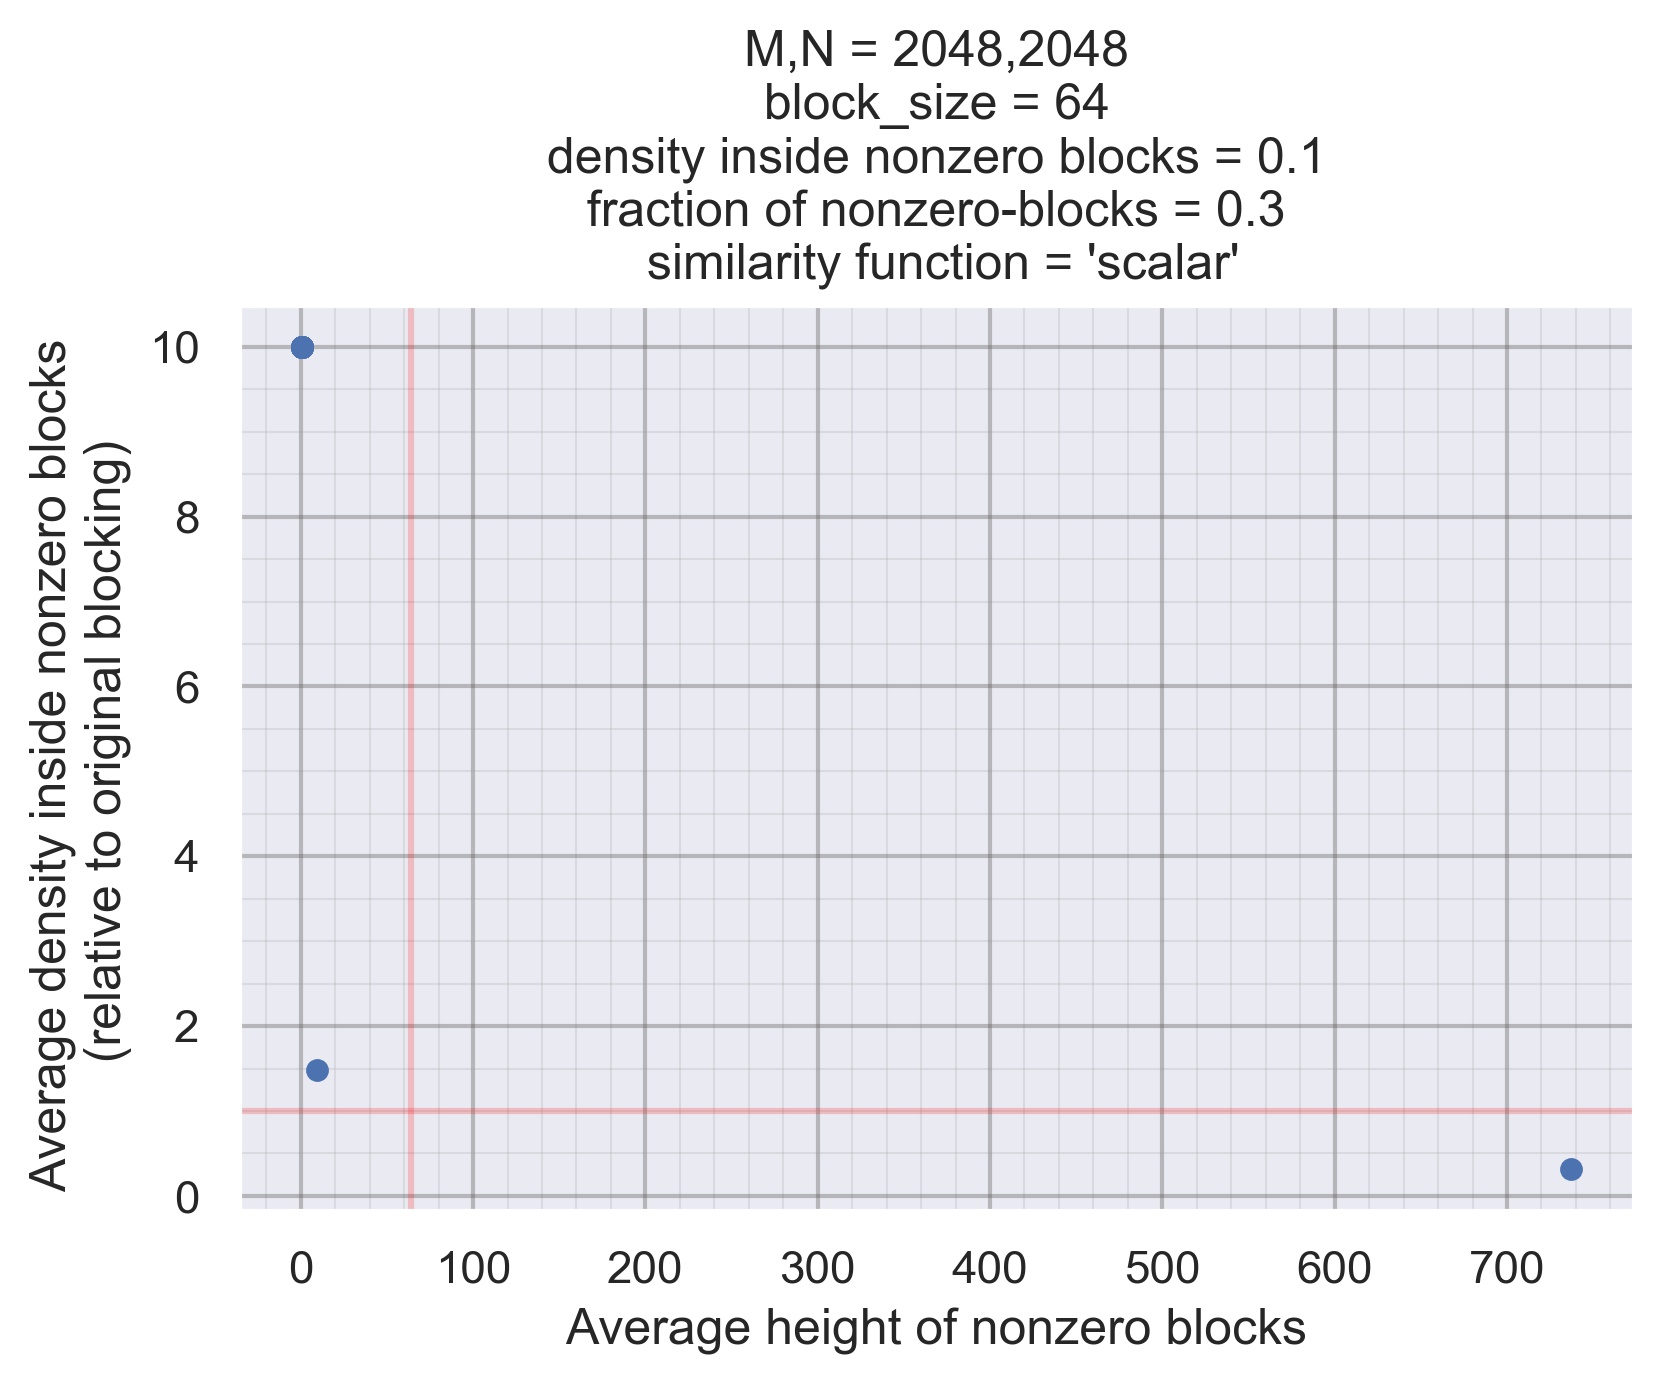 M,N = 2048,2048
block_size = 64
density inside nonzero blocks = 0.1
fraction of nonzero-blocks = 0.3
similarity function = 'scalar'
Average density inside nonzero blocks
(relative to original blocking)
10
8
6
4
2
0
0 100 200 300 400 500 600 700
Average height of nonzero blocks